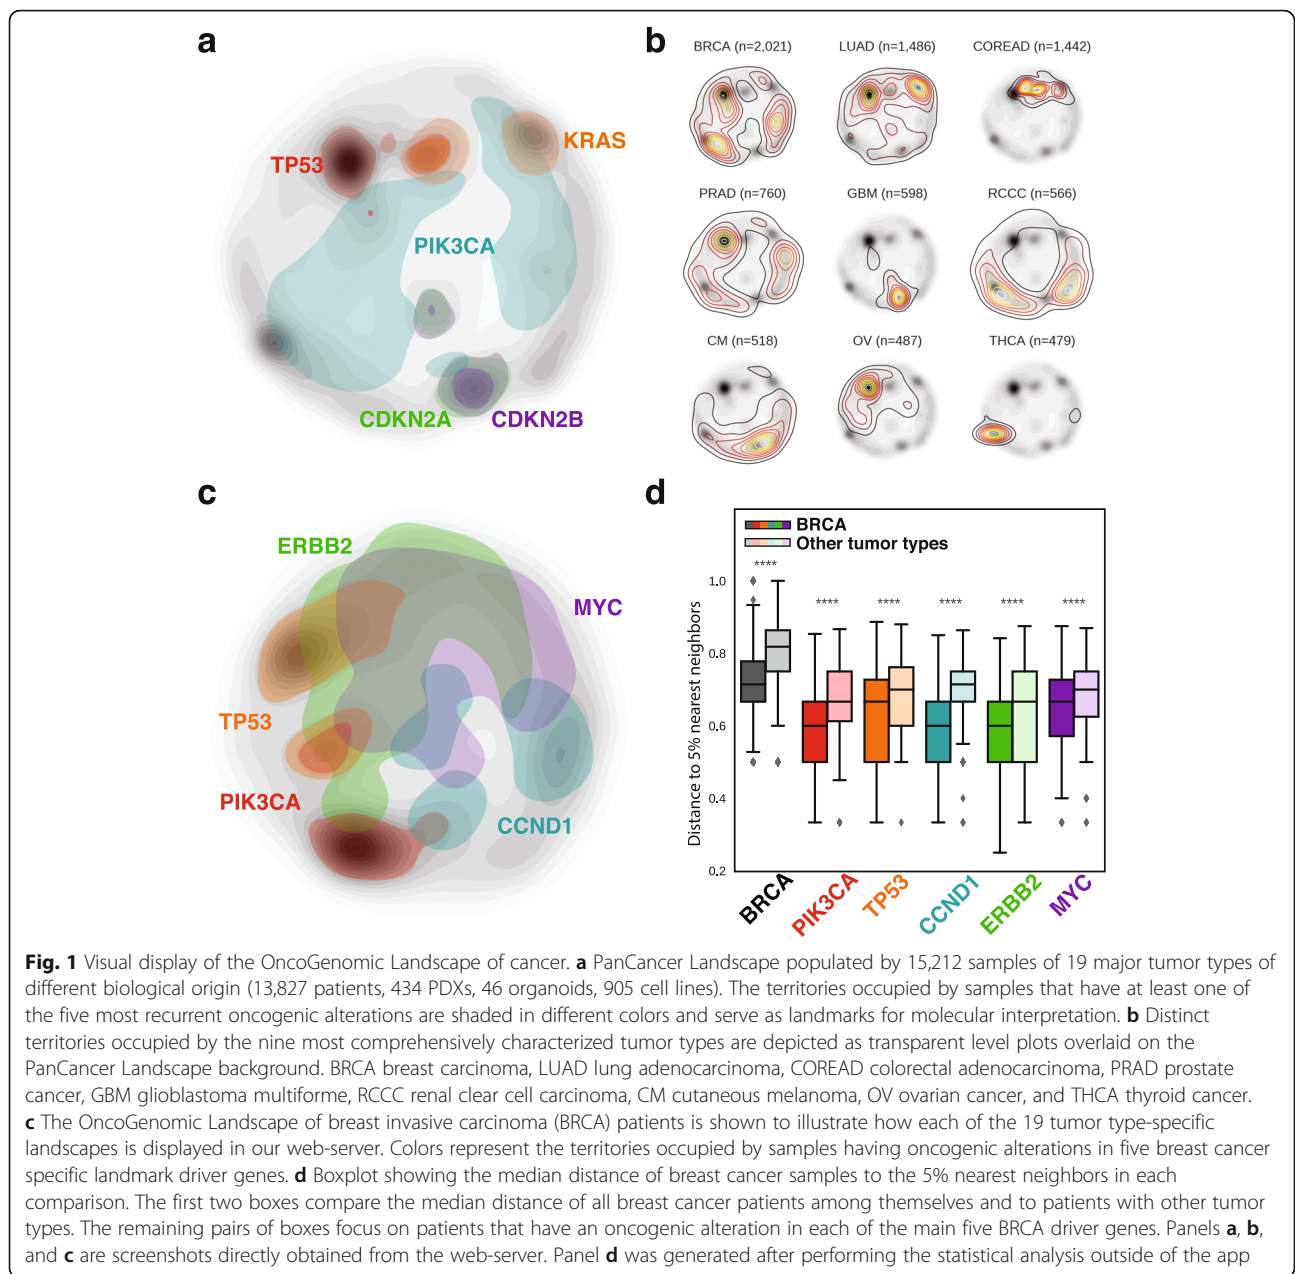 a
TP53
KRAS
PIK3CA
CDKN2A
CDKN2B
b
BRCA (n=2,021)
LUAD (n=1,486)
COREAD (n=1,442)
PRAD (n=760)
GBM (n=598)
RCCC (n=566)
CM (n=518)
OV (n=487)
THCA (n=479)
c
ERBB2
MYC
TP53
PIK3CA
CCND1
d
BRCA
Other tumor types
****
**** **** **** **** ****
Distance to 5% nearest neighbors
1.0
0.8
0.6
0.4
0.2
BRCA
PIK3CA
TP53
CCND1
ERBB2
MYC
Fig. 1 Visual display of the OncoGenomic Landscape of cancer. a PanCancer Landscape populated by 15,212 samples of 19 major tumor types of
different biological origin (13,827 patients, 434 PDXs, 46 organoids, 905 cell lines). The territories occupied by samples that have at least one of
the five most recurrent oncogenic alterations are shaded in different colors and serve as landmarks for molecular interpretation. b Distinct
territories occupied by the nine most comprehensively characterized tumor types are depicted as transparent level plots overlaid on the
PanCancer Landscape background. BRCA breast carcinoma, LUAD lung adenocarcinoma, COREAD colorectal adenocarcinoma, PRAD prostate
cancer, GBM glioblastoma multiforme, RCCC renal clear cell carcinoma, CM cutaneous melanoma, OV ovarian cancer, and THCA thyroid cancer.
c The OncoGenomic Landscape of breast invasive carcinoma (BRCA) patients is shown to illustrate how each of the 19 tumor type-specific
landscapes is displayed in our web-server. Colors represent the territories occupied by samples having oncogenic alterations in five breast cancer
specific landmark driver genes. d Boxplot showing the median distance of breast cancer samples to the 5% nearest neighbors in each
comparison. The first two boxes compare the median distance of all breast cancer patients among themselves and to patients with other tumor
types. The remaining pairs of boxes focus on patients that have an oncogenic alteration in each of the main five BRCA driver genes. Panels a, b,
and c are screenshots directly obtained from the web-server. Panel d was generated after performing the statistical analysis outside of the app